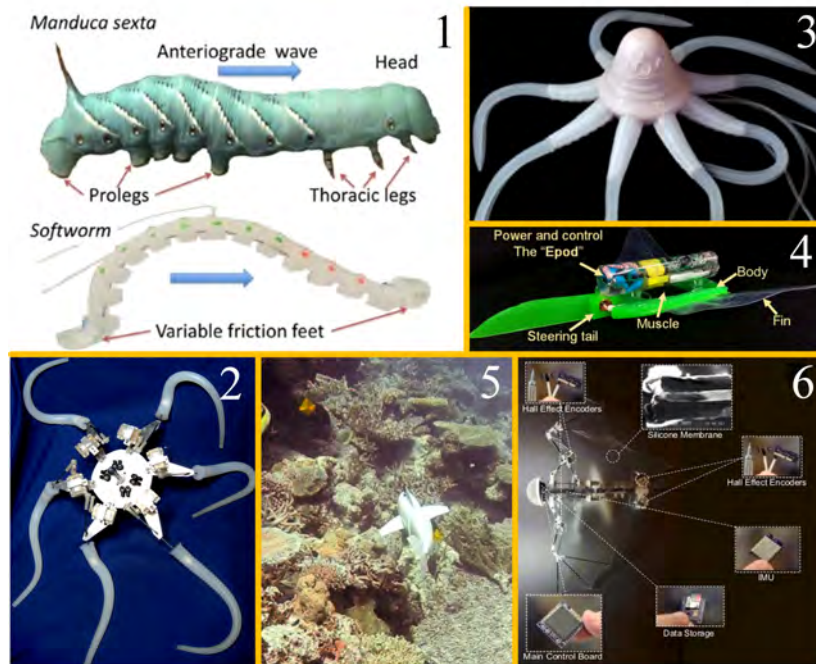 Manduca sexta
1
Anteriograde wave
Head
Prolegs
Thoracic legs
Softworm
Variable friction feet
3
4
Power and control
The "Epod"
Body
Steering tail
Muscle
Fin
2
5
6
Hall Effect Encoders
Silicone Membrane
Hall Effect Encoders
IMU
Data Storage
Main Control Board